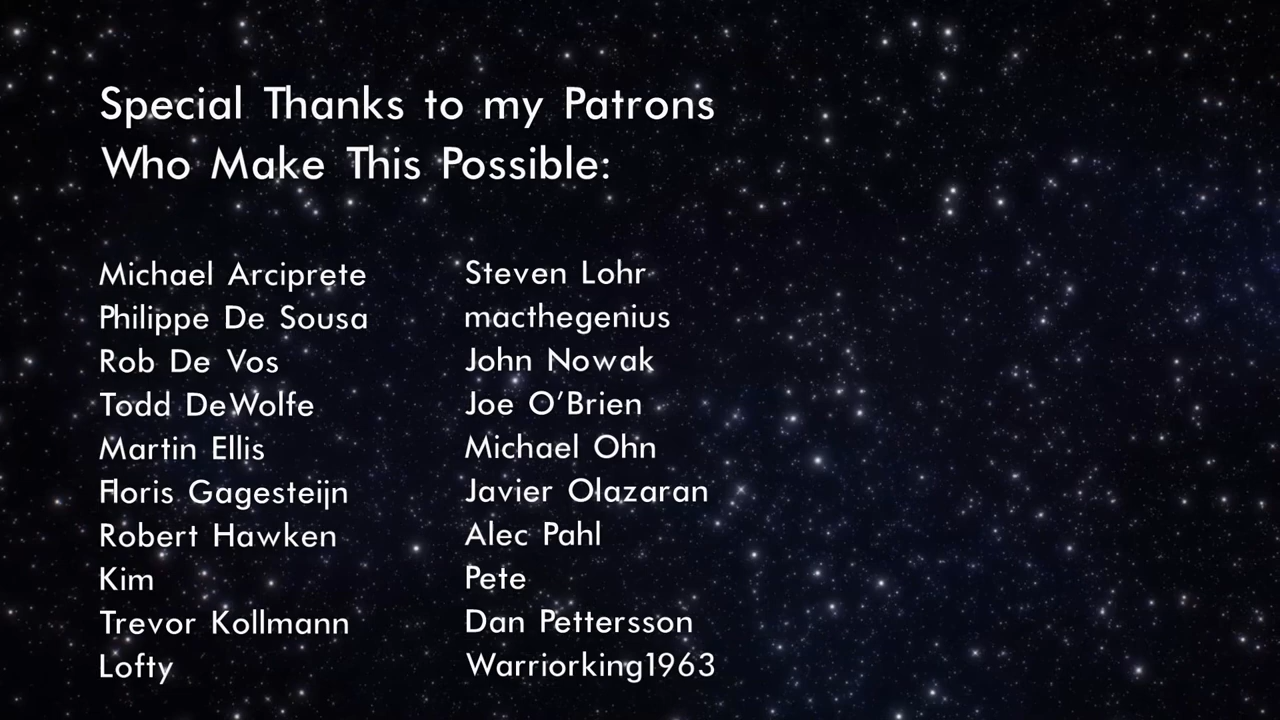 Special Thanks to my Patrons
Who Make This Possible:
Michael Arciprete
Philippe De Sousa
Rob De Vos
Todd DeWolfe
Martin Ellis
Floris Gagesteijn
Robert Hawken
Kim
Trevor Kollmann
Lofty
Steven Lohr
macthegenius
John Nowak
Joe O’Brien
Michael Ohn
Javier Olazaran
Alec Pahl
Pete
Dan Pettersson
Warriorking1963